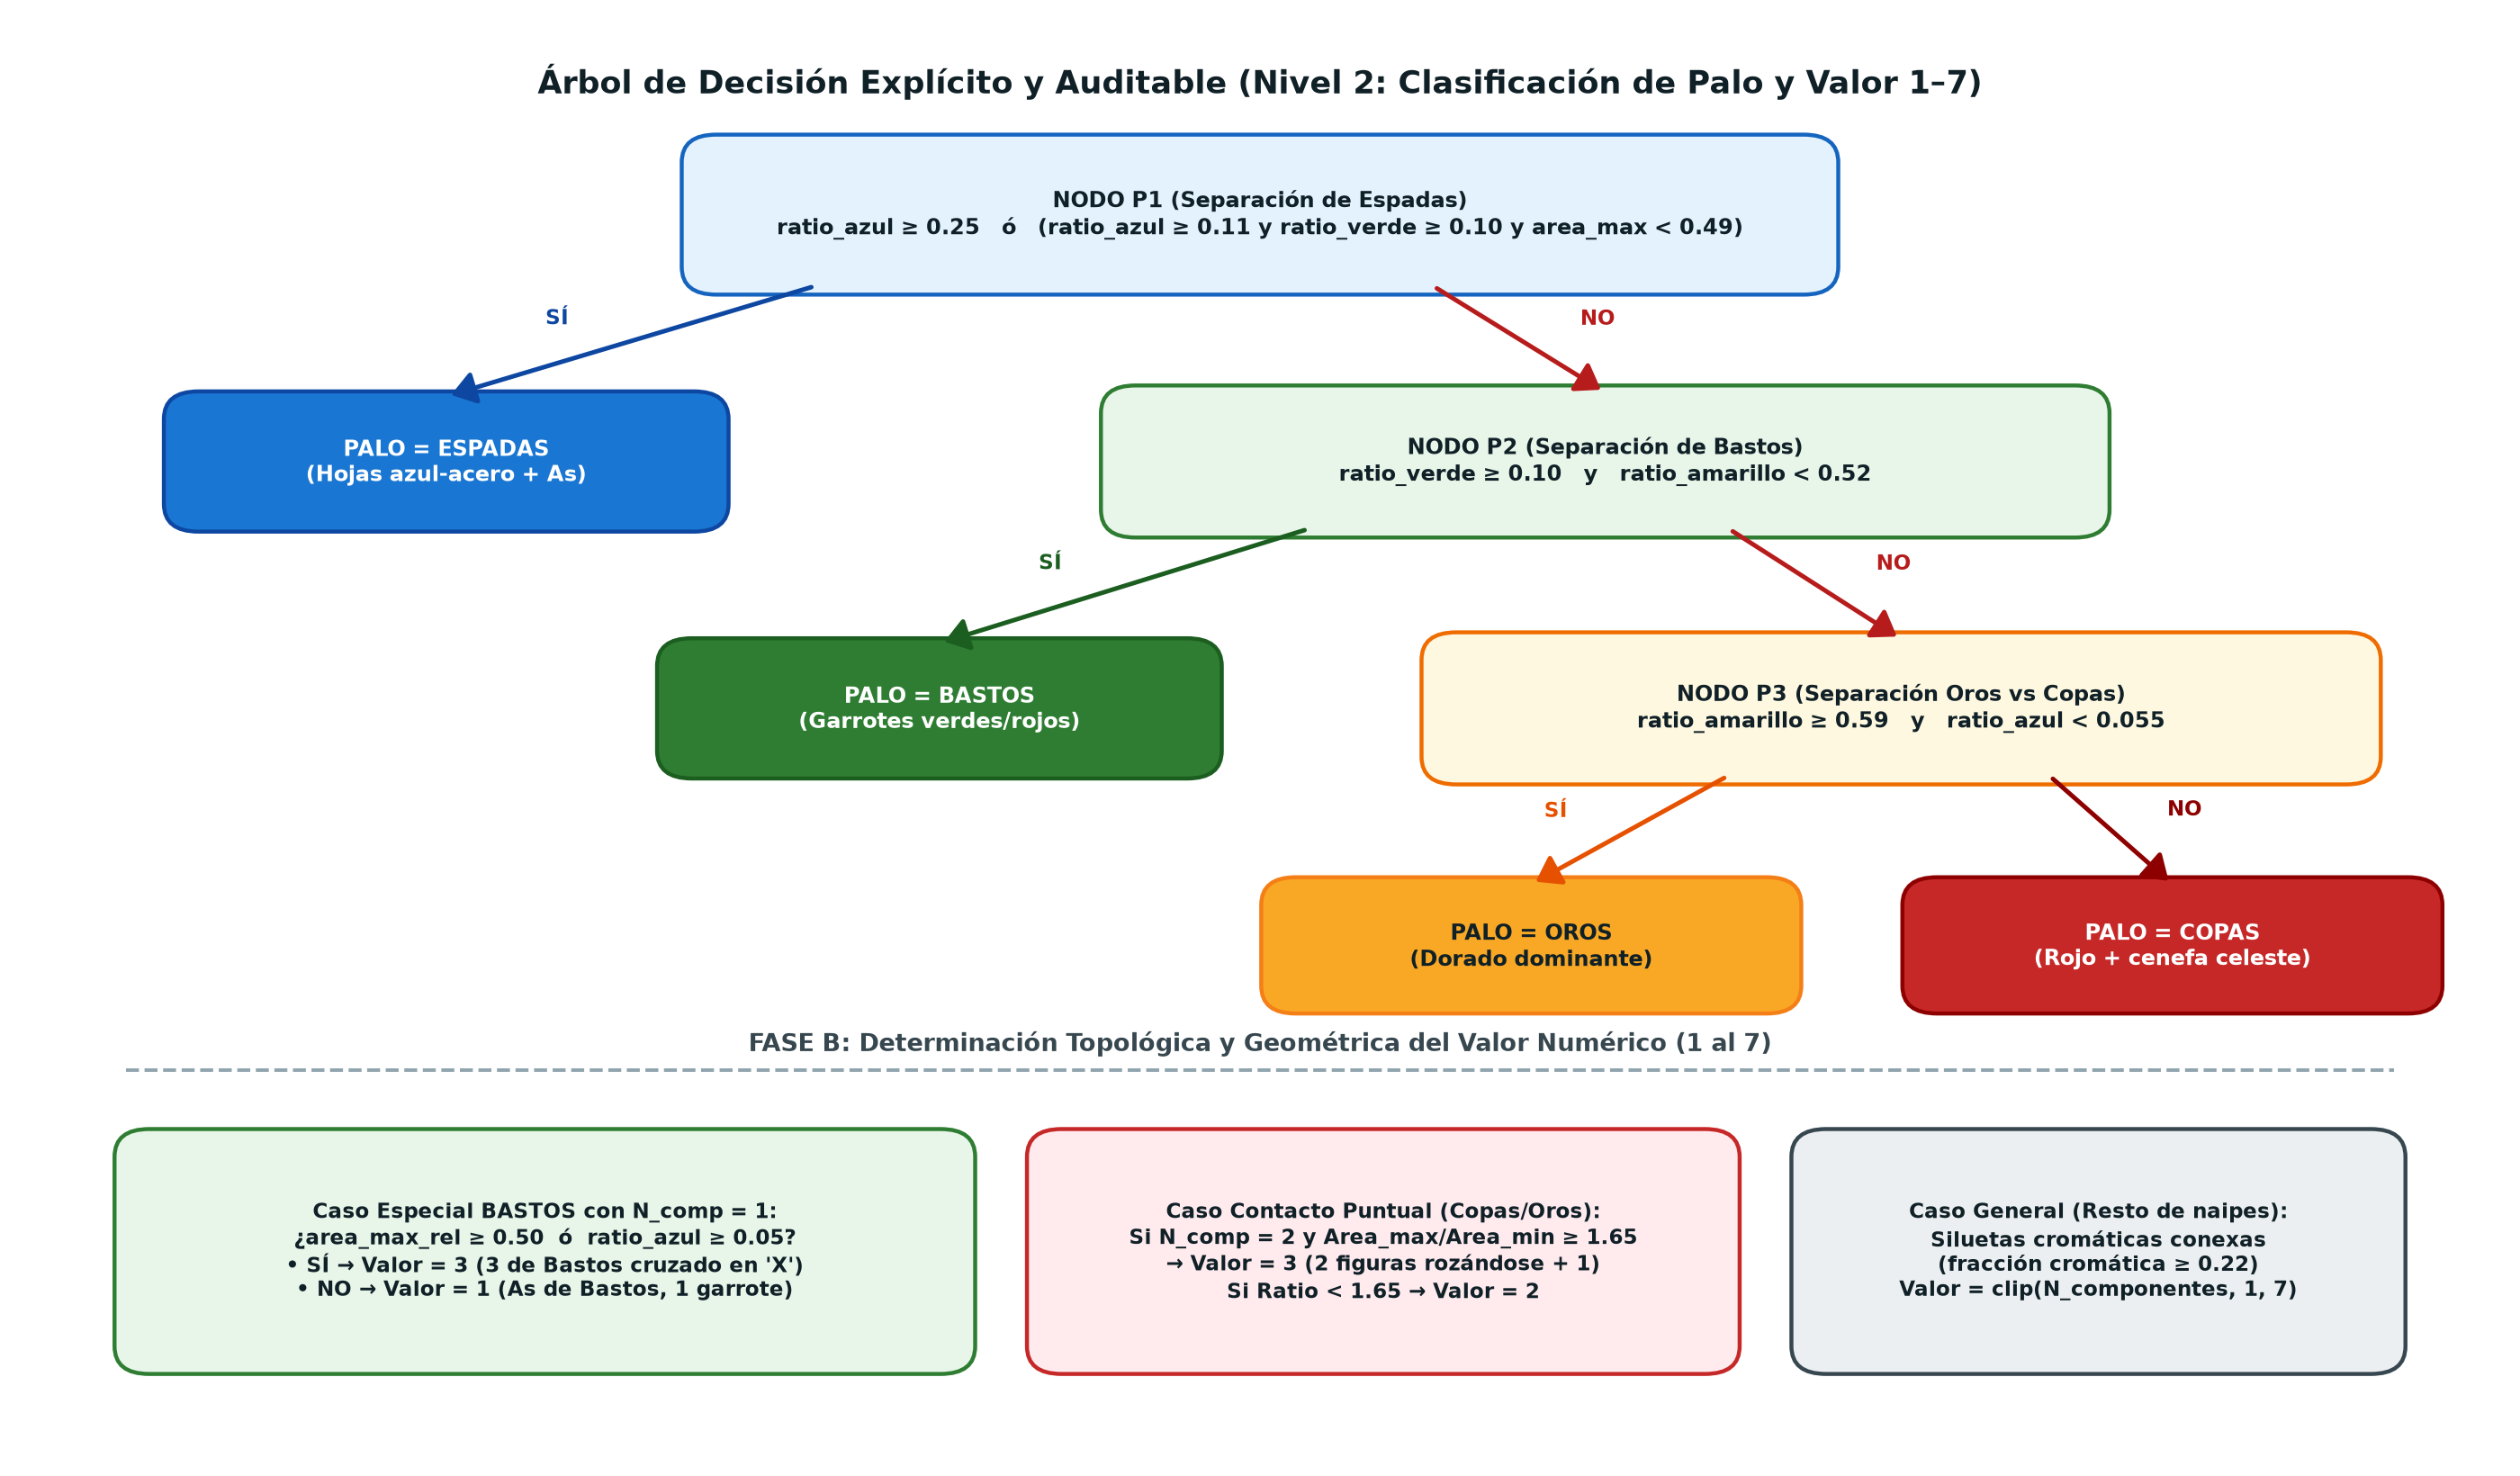 Árbol de Decisión Explícito y Auditable (Nivel 2: Clasificación de Palo y Valor 1–7)
NODO P1 (Separación de Espadas)
ratio_azul ≥ 0.25   ó   (ratio_azul ≥ 0.11 y ratio_verde ≥ 0.10 y area_max < 0.49)
SÍ
NO
PALO = ESPADAS
(Hojas azul-acero + As)
NODO P2 (Separación de Bastos)
ratio_verde ≥ 0.10   y   ratio_amarillo < 0.52
SÍ
NO
PALO = BASTOS
(Garrotes verdes/rojos)
NODO P3 (Separación Oros vs Copas)
ratio_amarillo ≥ 0.59   y   ratio_azul < 0.055
SÍ
NO
PALO = OROS
(Dorado dominante)
PALO = COPAS
(Rojo + cenefa celeste)
FASE B: Determinación Topológica y Geométrica del Valor Numérico (1 al 7)
Caso Especial BASTOS con N_comp = 1:
¿area_max_rel ≥ 0.50  ó  ratio_azul ≥ 0.05?
• SÍ → Valor = 3 (3 de Bastos cruzado en 'X')
• NO → Valor = 1 (As de Bastos, 1 garrote)
Caso Contacto Puntual (Copas/Oros):
Si N_comp = 2 y Area_max/Area_min ≥ 1.65
→ Valor = 3 (2 figuras rozándose + 1)
Si Ratio < 1.65 → Valor = 2
Caso General (Resto de naipes):
Siluetas cromáticas conexas
(fracción cromática ≥ 0.22)
Valor = clip(N_componentes, 1, 7)